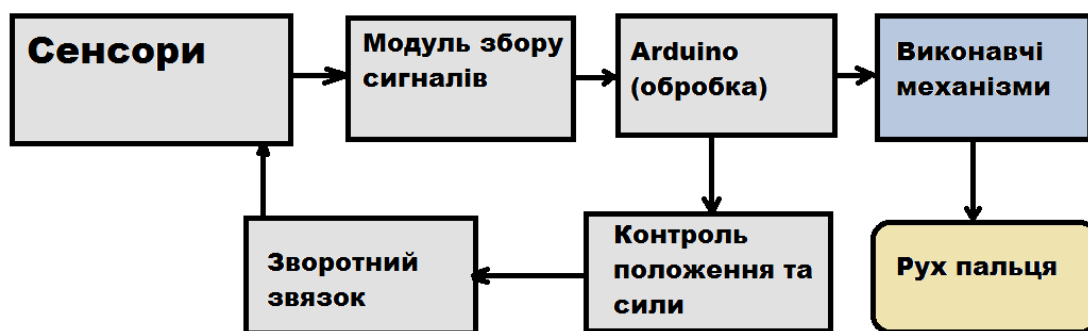 Сенсори
Модуль збору
сигналів
Arduino
(обробка)
Виконавчі
механізми
Зворотний
звязок
Контроль
положення та
сили
Рух пальця